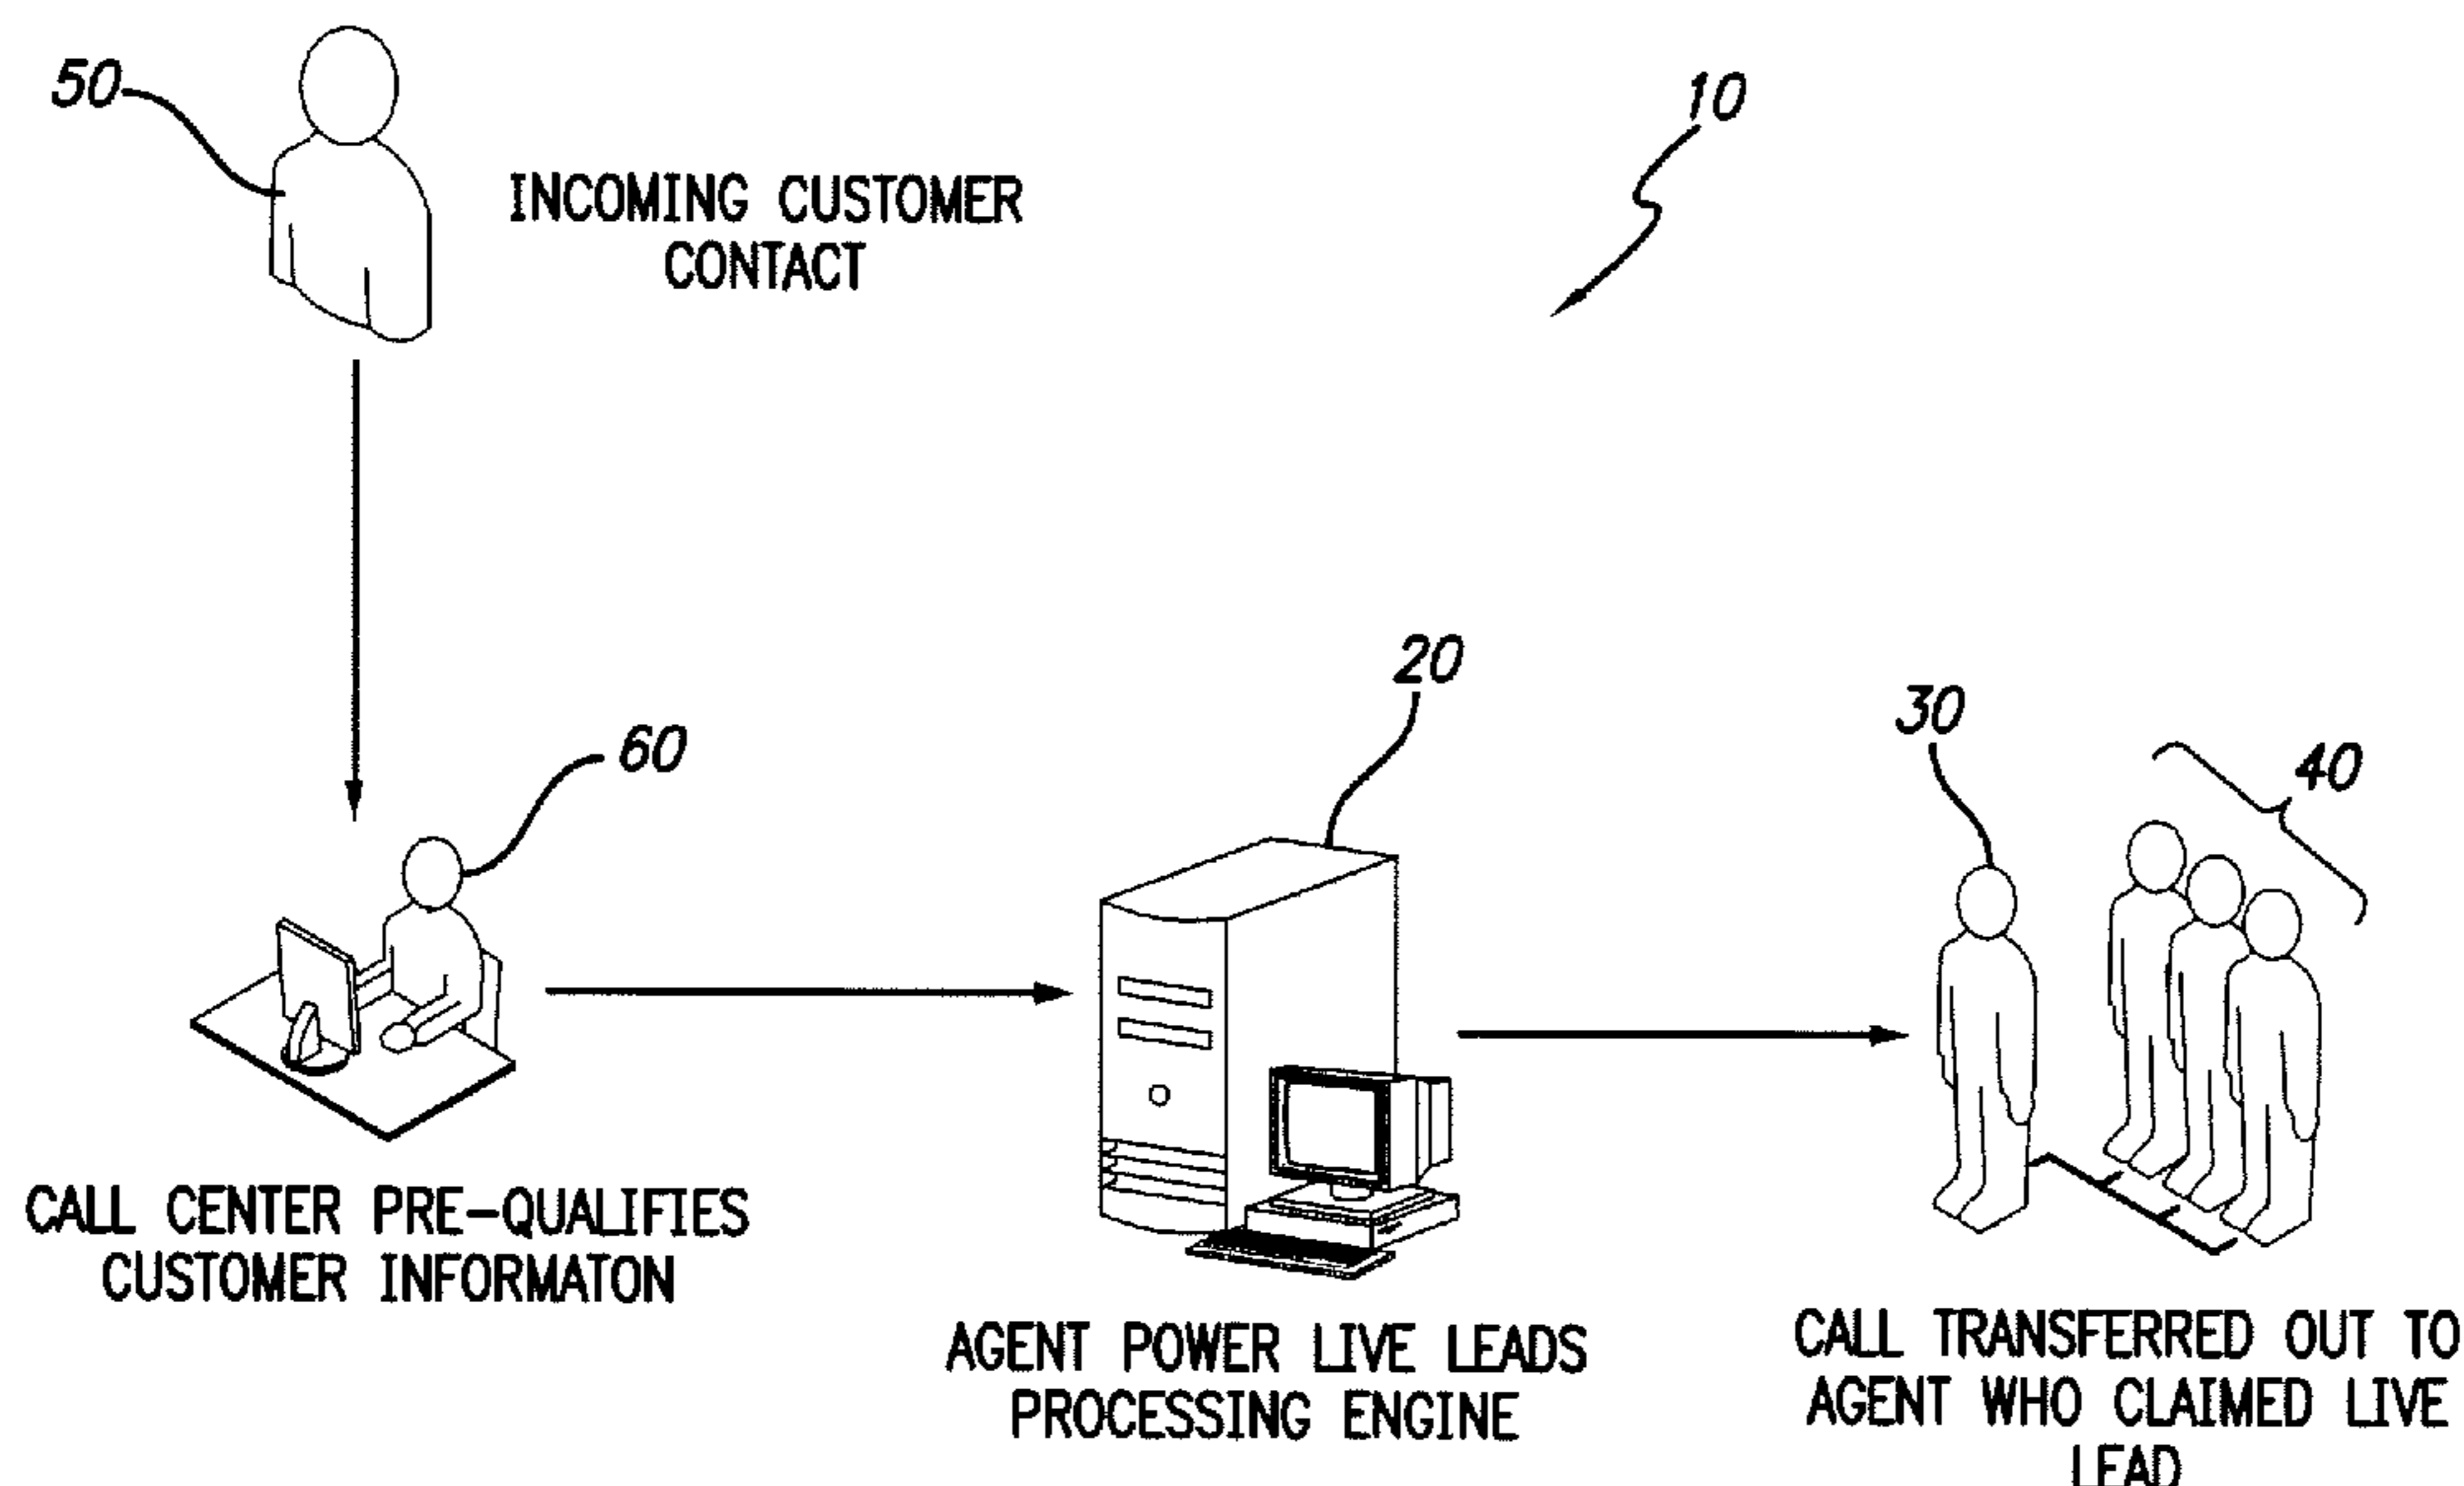 50
10
INCOMING CUSTOMER
CONTACT
60
20
30
40
CALL CENTER PRE-QUALIFIES
CUSTOMER INFORMATON
AGENT POWER LIVE LEADS
PROCESSING ENGINE
CALL TRANSFERRED OUT TO
AGENT WHO CLAIMED LIVE
LEAD